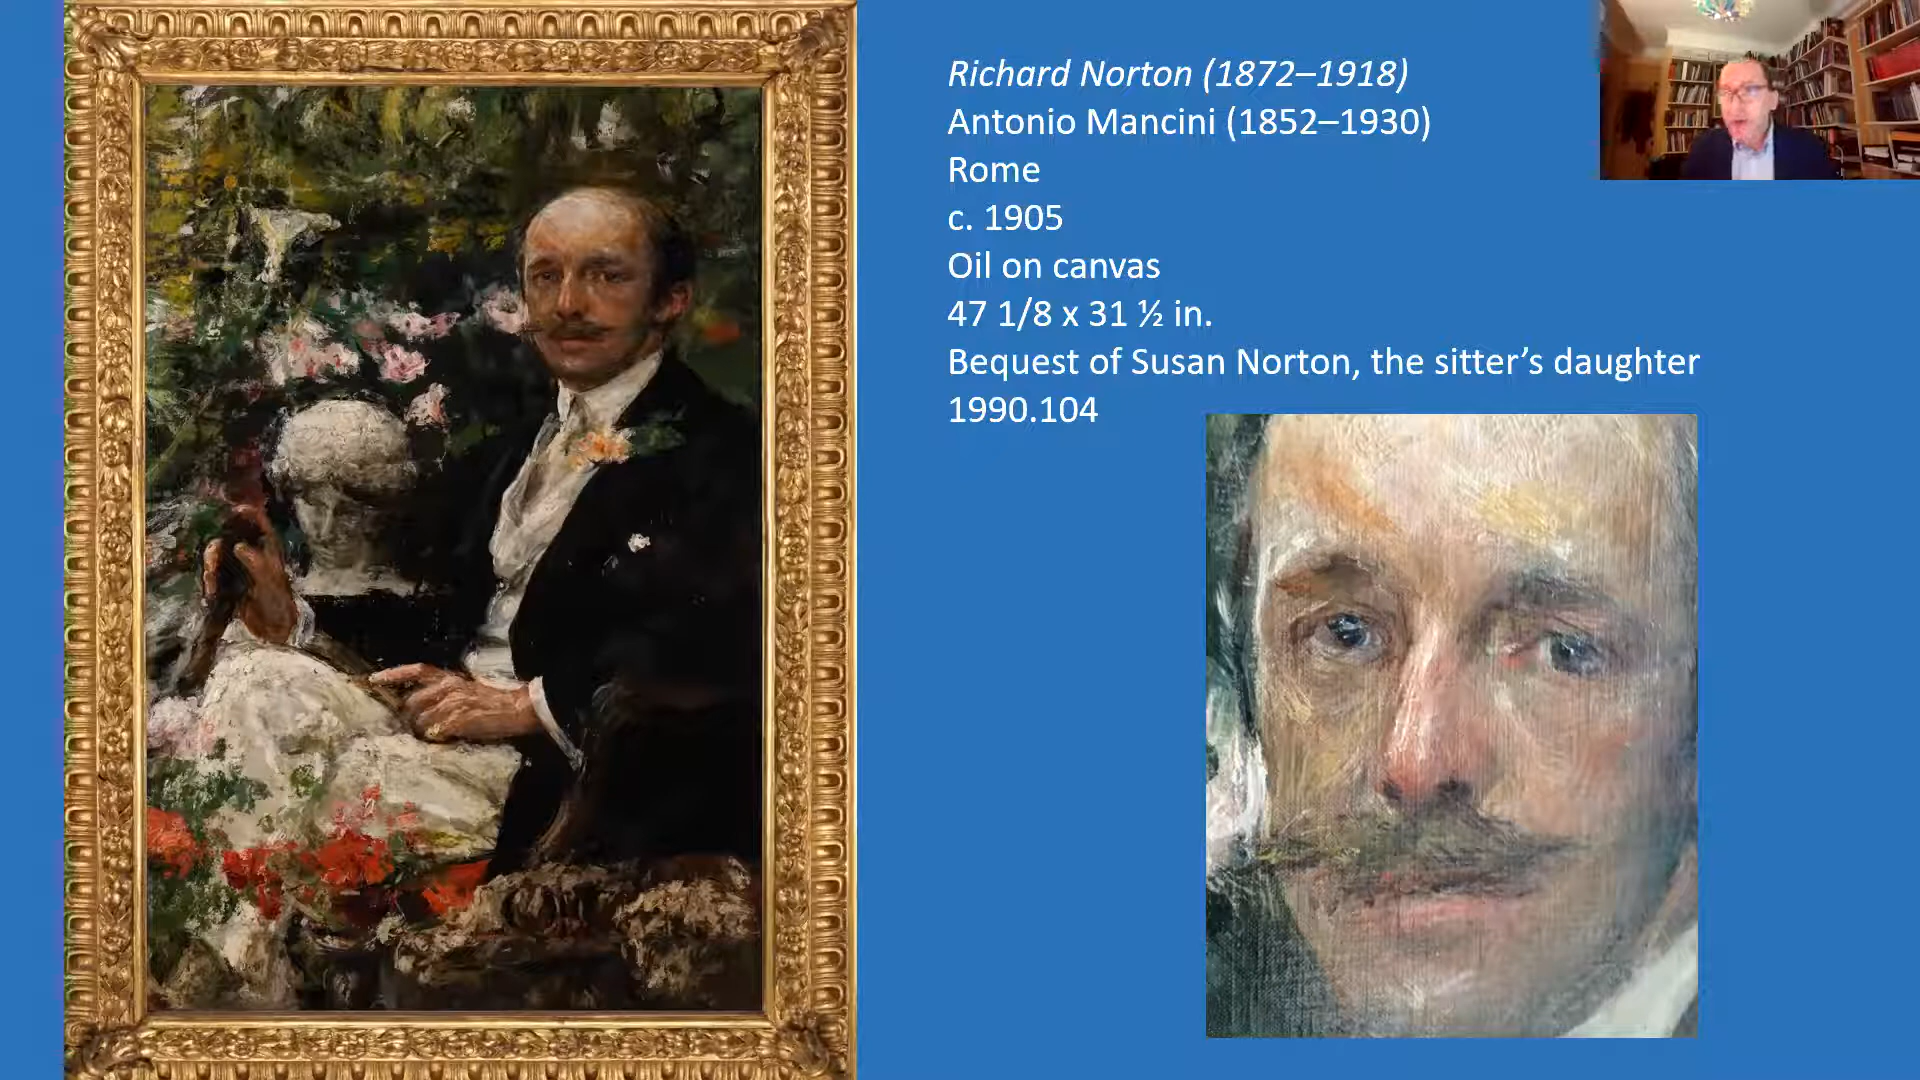 Richard Norton (1872–1918)
Antonio Mancini (1852–1930)
Rome
c. 1905
Oil on canvas
47 1/8 x 31 ½ in.
Bequest of Susan Norton, the sitter’s daughter
1990.104